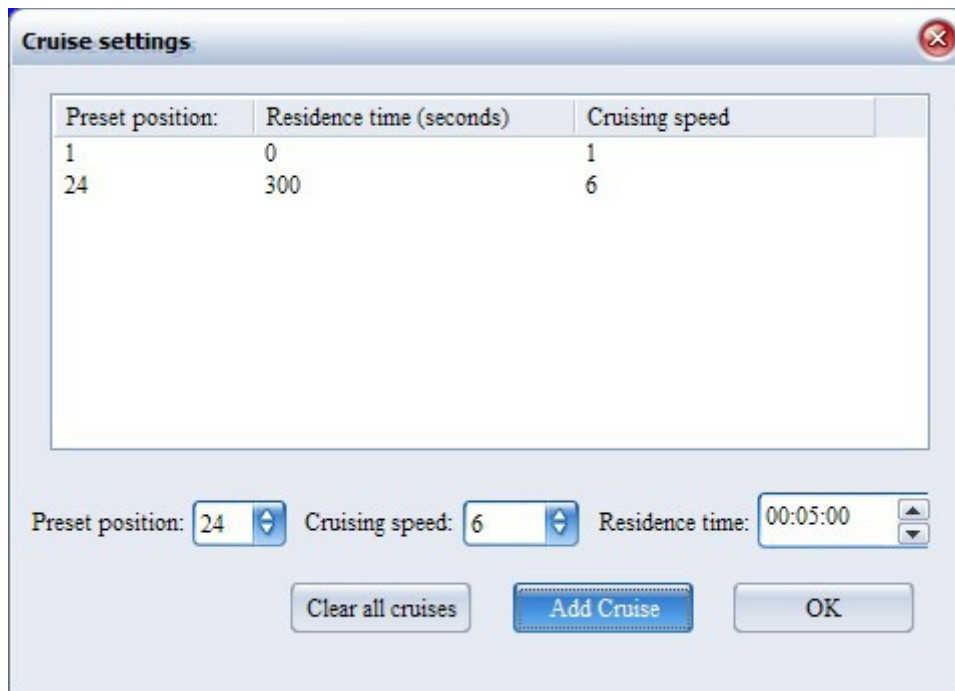 Cruise settings
Preset position: Residence time (seconds) Cruising speed
1 0 1
24 300 6
Preset position: 24 Cruising speed: 6 Residence time: 00:05:00
Clear all cruises Add Cruise OK